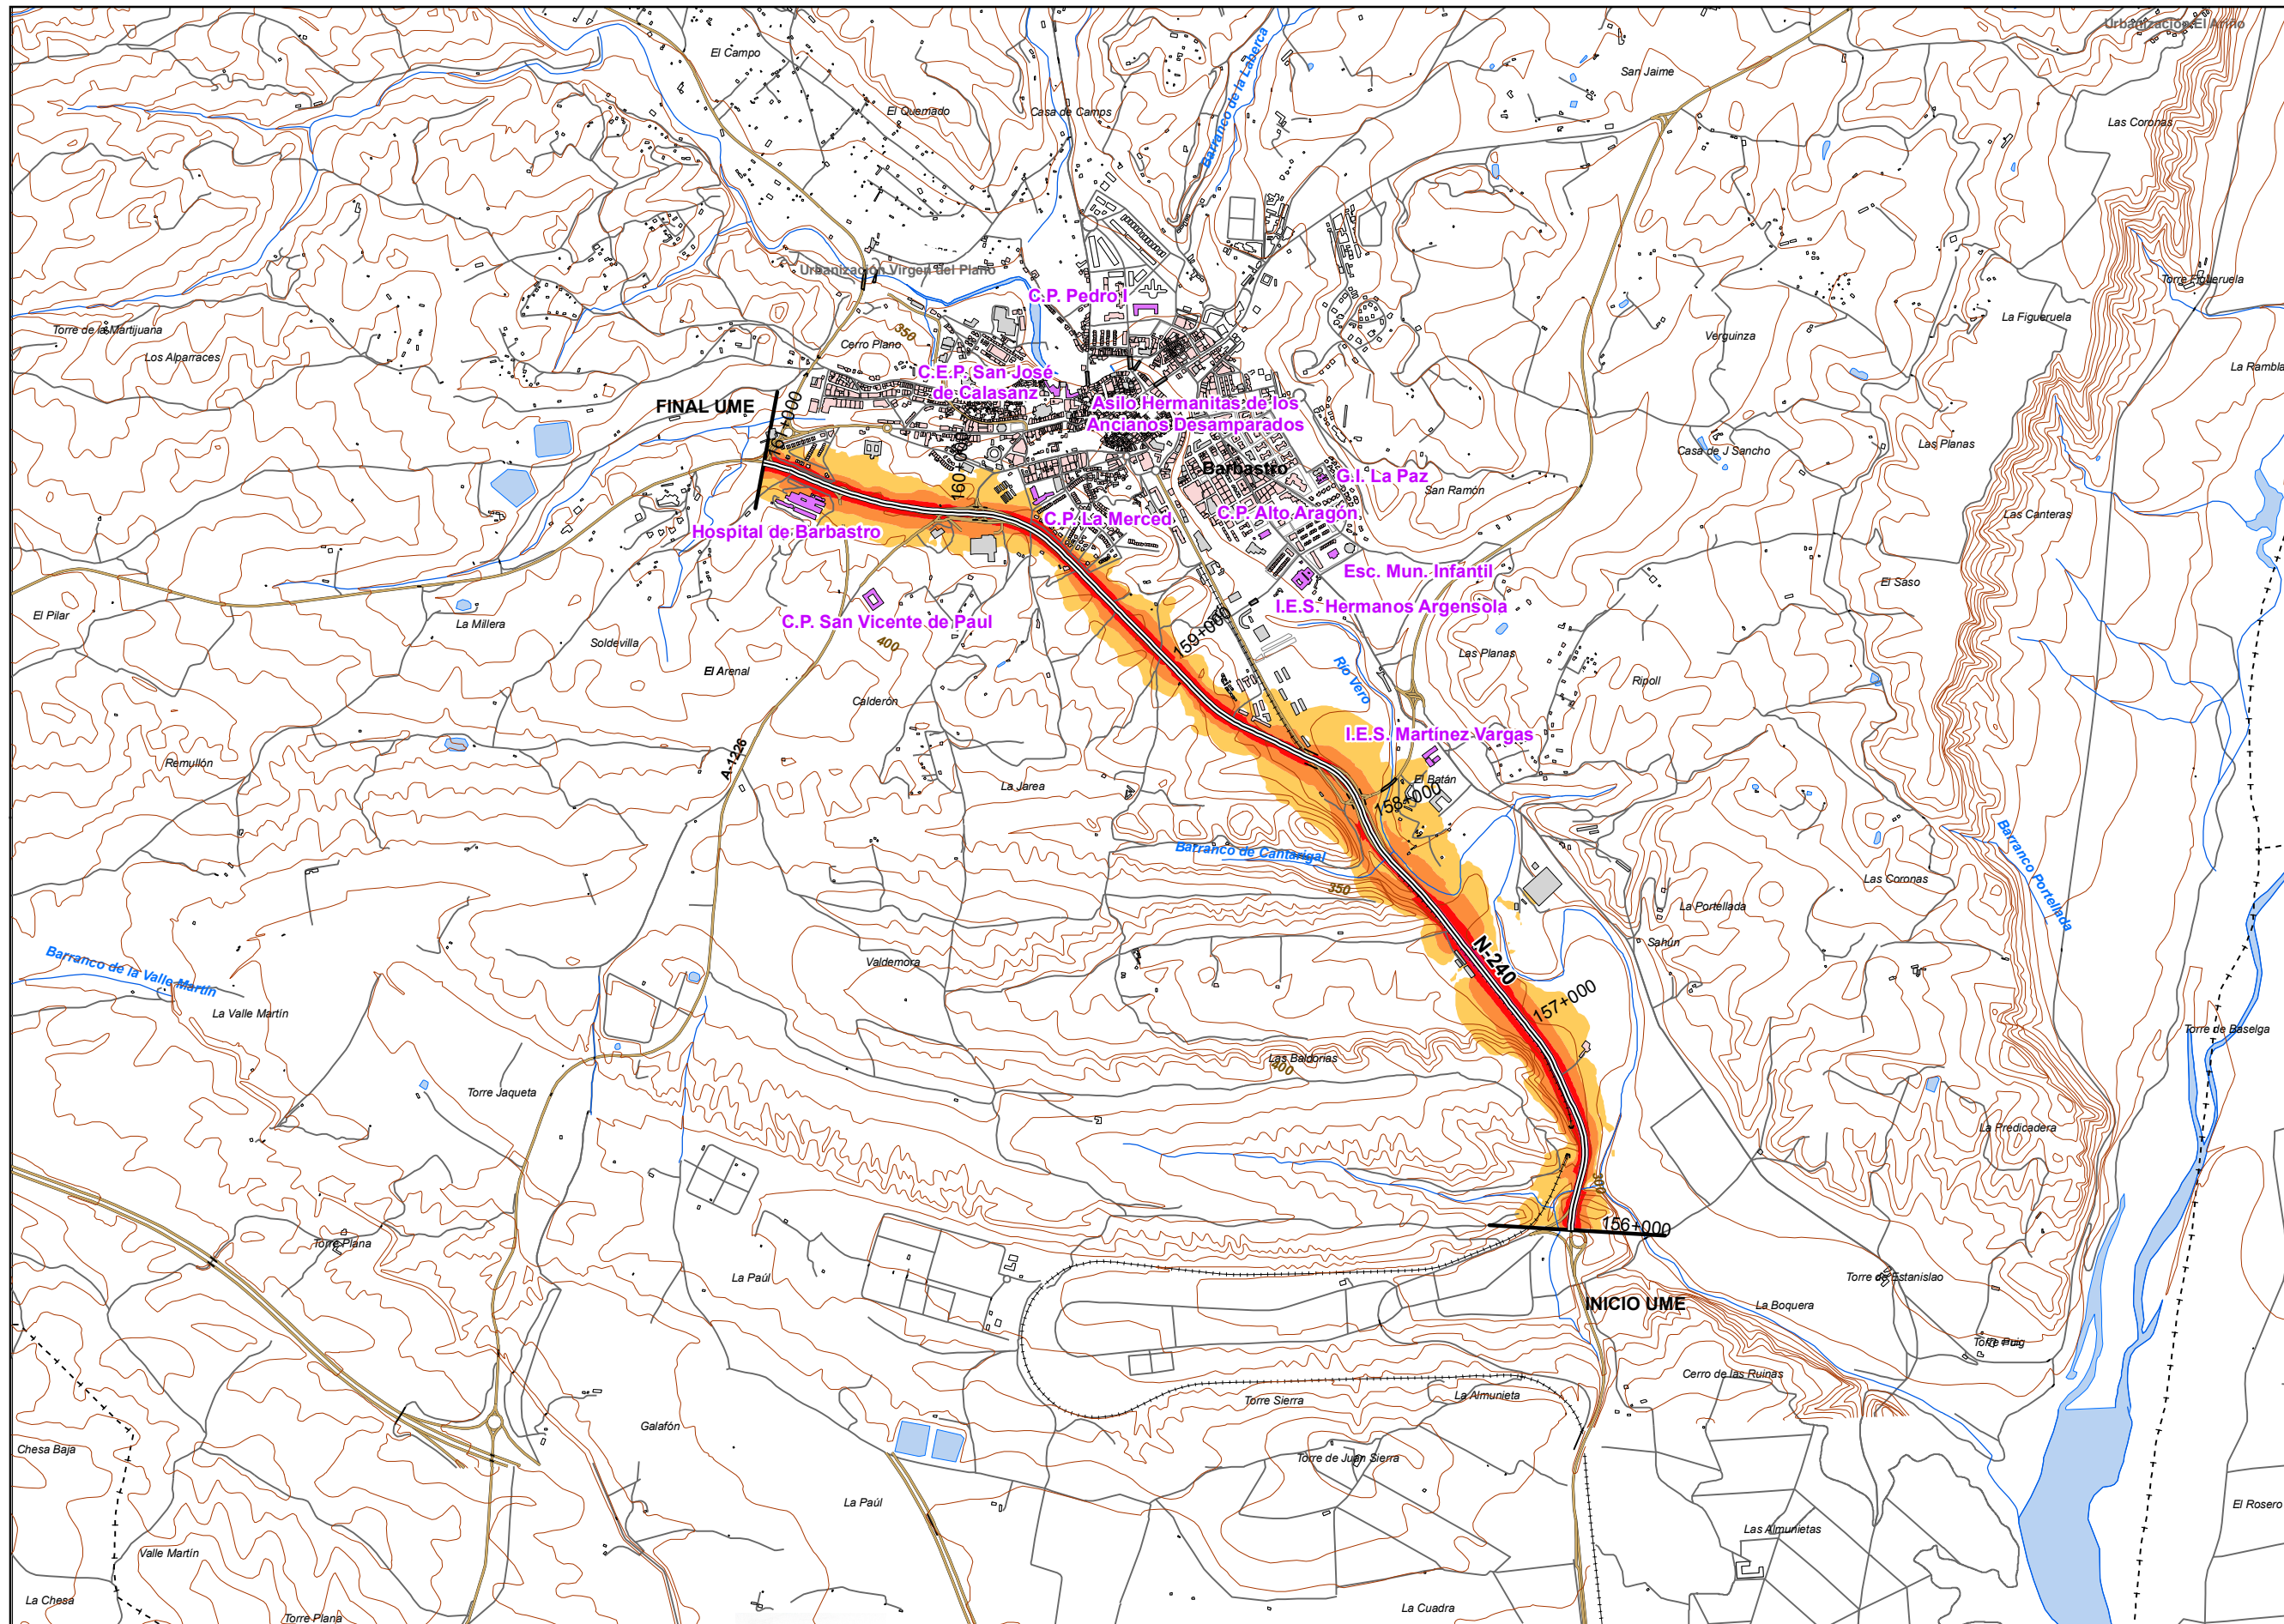 Urbanización El Ariño
El Campo
San Jaime
El Quemado
Casa de Camps
Barranco de la Laberca
Las Coronas
Urbanización Virgen del Plano
C.P. Pedro I
Torre Figueruela
La Figueruela
Torre de la Martijuana
350
Cerro Plano
Verguinza
Los Alparraces
La Rambla
C.E.P. San José
de Calasanz
FINAL UME
161+000
Asilo Hermanitas de los
Ancianos Desamparados
Las Planas
Casa de J Sancho
Barbastro
160+000
G.I. La Paz
San Ramón
C.P. La Merced
C.P. Alto Aragón
Las Canteras
Hospital de Barbastro
Esc. Mun. Infantil
El Saso
I.E.S. Hermanos Argensola
El Pilar
La Millera
C.P. San Vicente de Paul
159+000
Soldevilla
400
Las Planas
El Arenal
Río Vero
Ripoll
Calderón
I.E.S. Martínez Vargas
A-1226
Remullón
La Jarea
El Batán
158+000
Barranco de Cantarigal
Barranco Portellada
350
Las Coronas
La Portellada
N-240
Sahún
Valdemora
Barranco de la Valle Martín
157+000
La Valle Martín
Torre de Baselga
Las Baldorias
400
Torre Jaqueta
La Predicadera
300
156+000
Torre Plana
La Paúl
Torre de Estanislao
INICIO UME
La Boquera
Torre Puig
Cerro de las Ruinas
Torre Sierra
La Almunieta
Galafón
Chesa Baja
Torre de Juan Sierra
La Paúl
El Rosero
Las Almunietas
Valle Martín
La Chesa
La Cuadra
Torre Plana